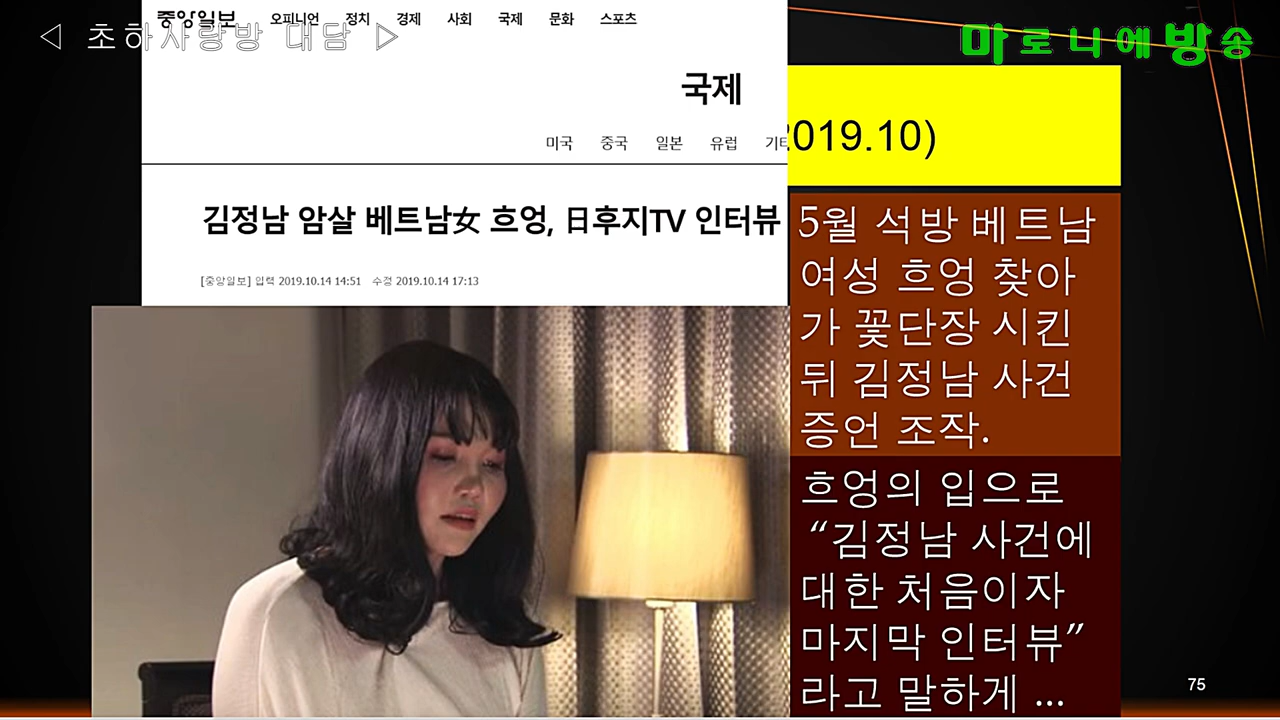 중앙일보 오피니언 정치 경제 사회 국제 문화 스포츠
◁ 초하사랑방 대담 ▷
마로니에방송
국제
미국 중국 일본 유럽 기타
2019.10)
김정남 암살 베트남女 흐엉, 日후지TV 인터뷰
[중앙일보] 입력 2019.10.14 14:51 수정 2019.10.14 17:13
5월 석방 베트남
여성 흐엉 찾아
가 꽃단장 시킨
뒤 김정남 사건
증언 조작.
흐엉의 입으로
“김정남 사건에
대한 처음이자
마지막 인터뷰”
라고 말하게 ...
75